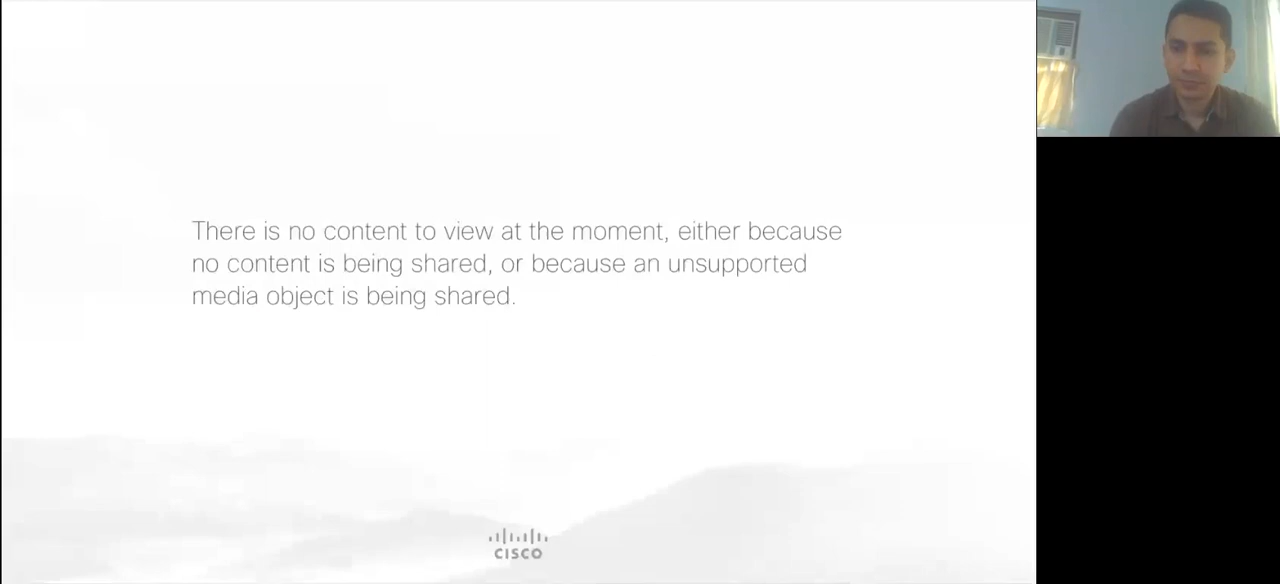 There is no content to view at the moment, either because
no content is being shared, or because an unsupported
media object is being shared.
CISCO